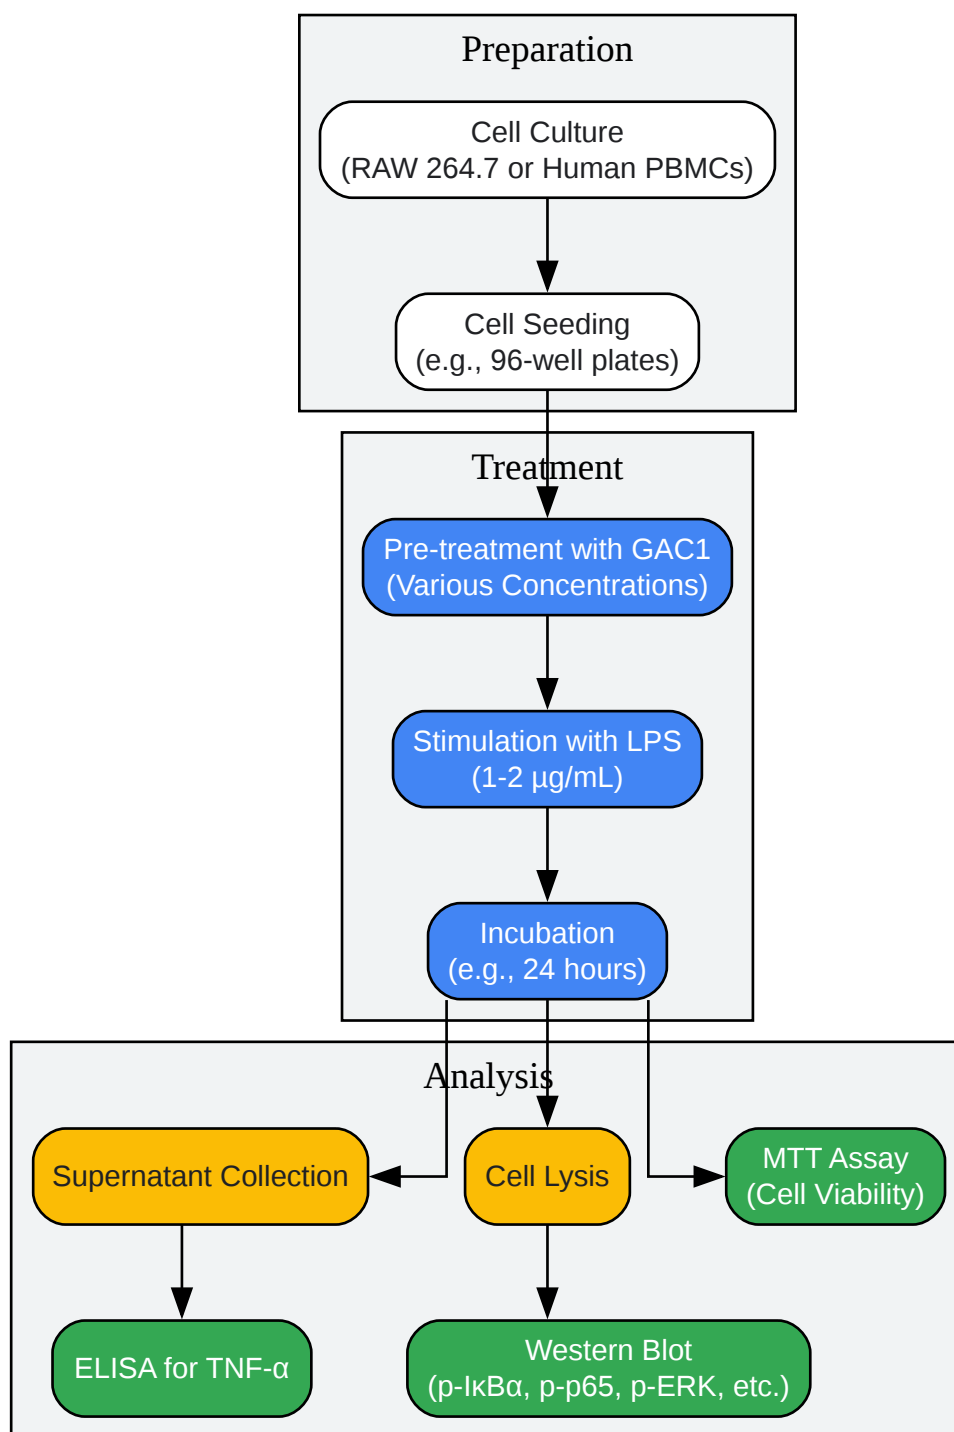 Preparation
Cell Culture
(RAW 264.7 or Human PBMCs)
Cell Seeding
(e.g., 96-well plates)
Treatment
Pre-treatment with GAC1
(Various Concentrations)
Stimulation with LPS
(1-2 µg/mL)
Incubation
(e.g., 24 hours)
Analysis
Supernatant Collection
Cell Lysis
MTT Assay
(Cell Viability)
ELISA for TNF-α
Western Blot
(p-IκBα, p-p65, p-ERK, etc.)